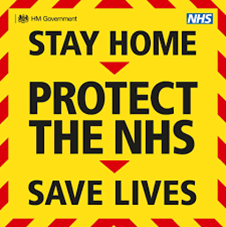 HM Government
NHS
STAY HOME
PROTECT
THE NHS
SAVE LIVES